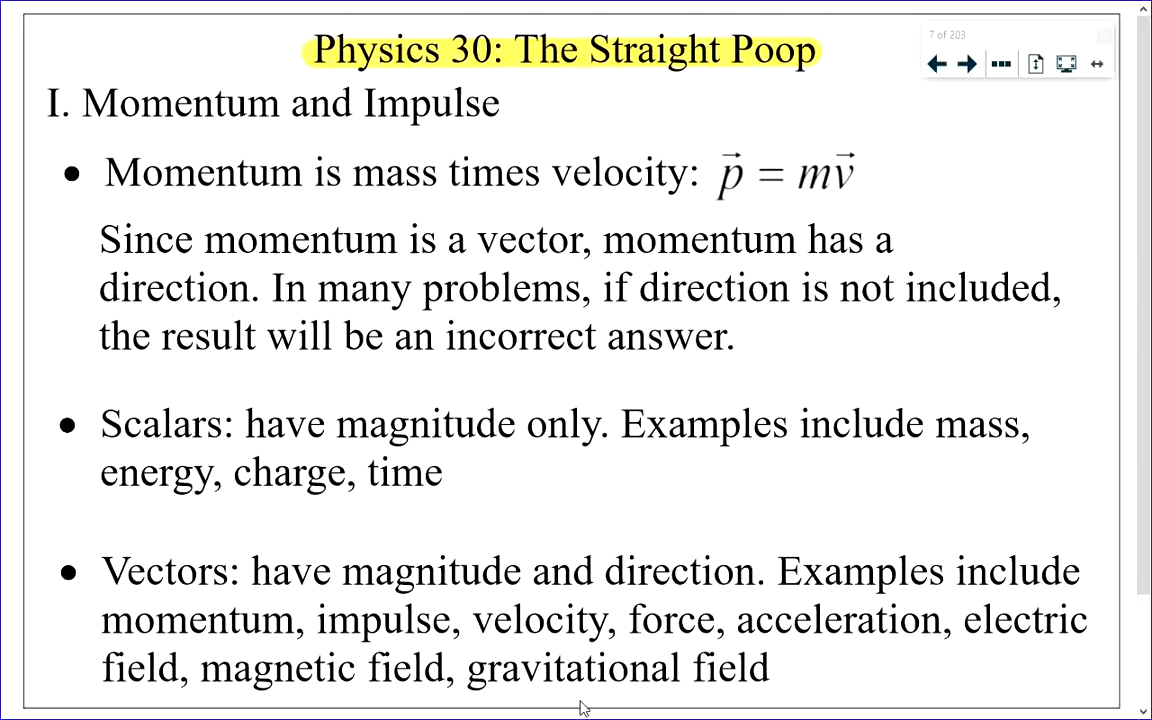 Physics 30: The Straight Poop
7 of 203
I. Momentum and Impulse
• Momentum is mass times velocity: $\vec{p} = m\vec{v}$
Since momentum is a vector, momentum has a
direction. In many problems, if direction is not included,
the result will be an incorrect answer.
• Scalars: have magnitude only. Examples include mass,
energy, charge, time
• Vectors: have magnitude and direction. Examples include
momentum, impulse, velocity, force, acceleration, electric
field, magnetic field, gravitational field